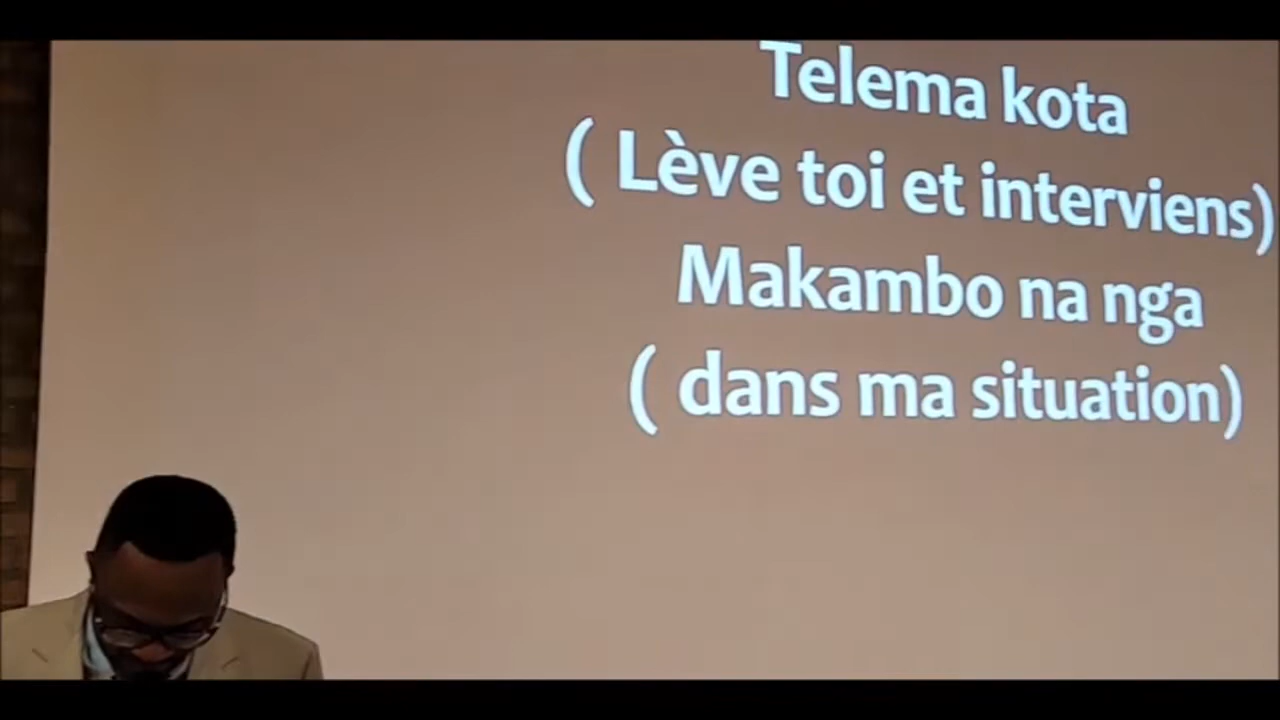 Telema kota
( Lève toi et interviens)
Makambo na nga
( dans ma situation)